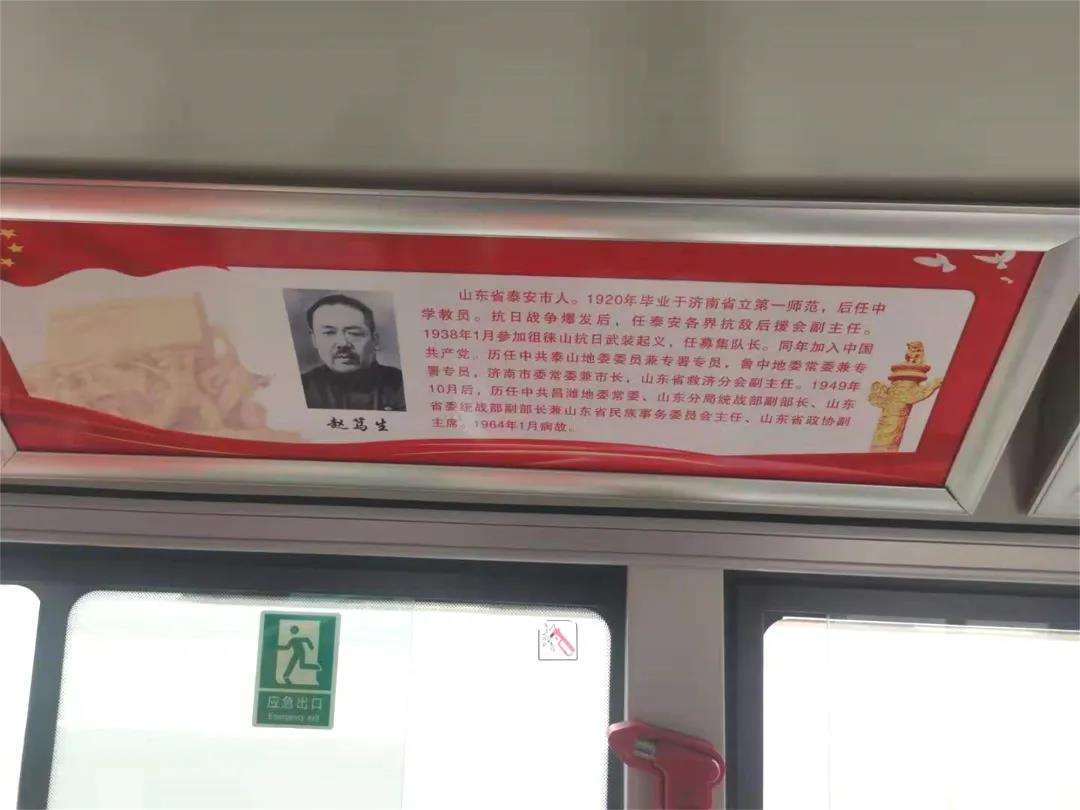 山东省泰安市人。1920年毕业于济南省立第一师范，后任中
学教员。抗日战争爆发后，任泰安各界抗敌后援会副主任。
1938年1月参加徂徕山抗日武装起义，任募集队长。同年加入中国
共产党。历任中共泰山地委委员兼专署专员，鲁中地委常委兼专
署专员，济南市委常委兼市长，山东省救济分会副主任。1949年
10月后，历任中共昌潍地委常委、山东分局统战部副部长、山东
省委统战部副部长兼山东省民族事务委员会主任、山东省政协副
主席。1964年1月病故。
赵笃生
应急出口
Emergency exit